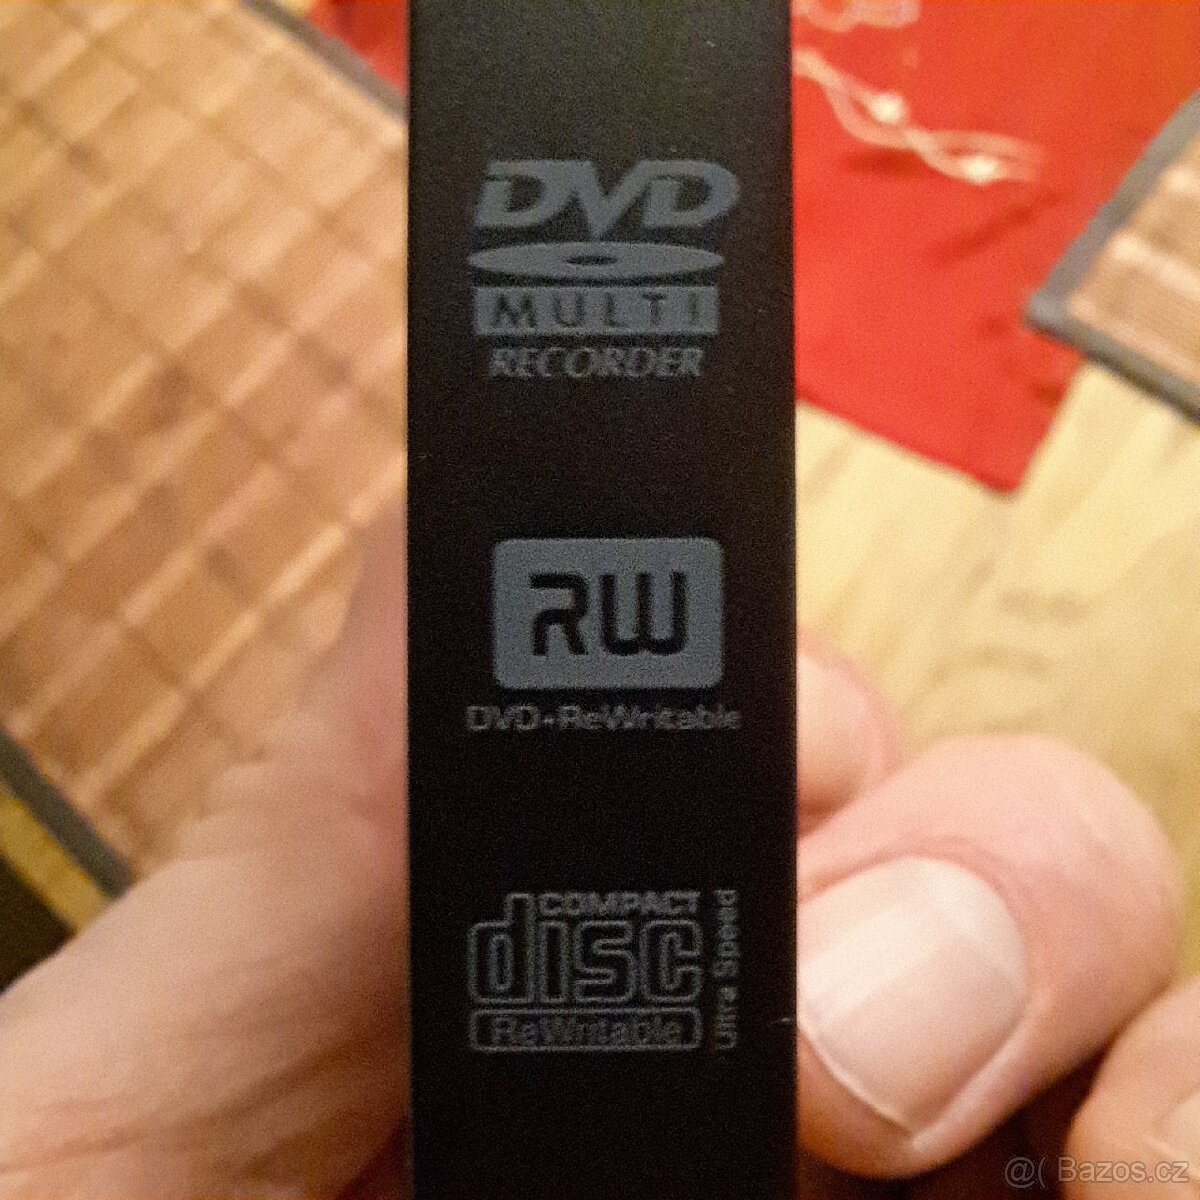 DVD
MULTI
RECORDER
RW
DVD+ReWritable
COMPACT
disc
ReWritable
Ultra Speed
@( Bazos.cz